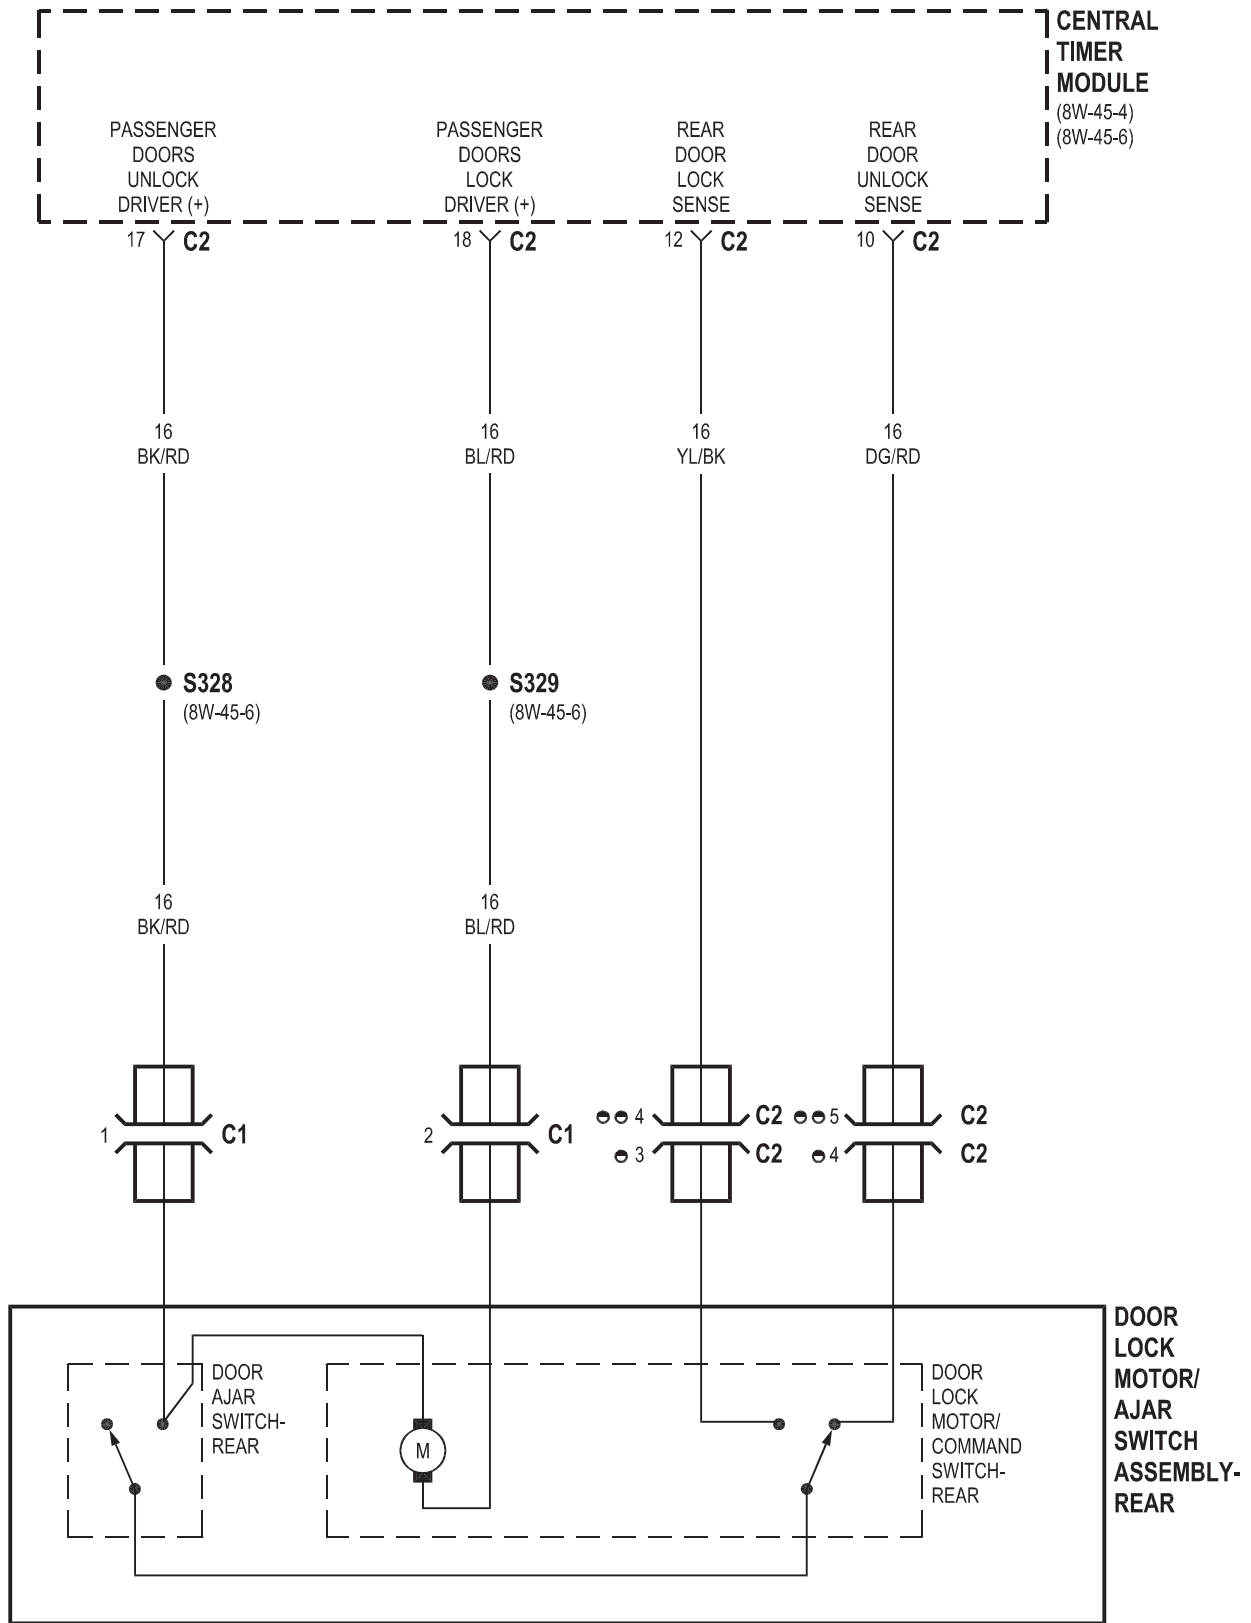 CENTRAL
TIMER
MODULE
(8W-45-4)
(8W-45-6)
PASSENGER
DOORS
UNLOCK
DRIVER (+)
PASSENGER
DOORS
LOCK
DRIVER (+)
REAR
DOOR
LOCK
SENSE
REAR
DOOR
UNLOCK
SENSE
17 C2
18 C2
12 C2
10 C2
16
BK/RD
16
BL/RD
16
YL/BK
16
DG/RD
S328
(8W-45-6)
S329
(8W-45-6)
16
BK/RD
16
BL/RD
1 C1
2 C1
4 C2
3 C2
5 C2
4 C2
DOOR
AJAR
SWITCH-
REAR
M
DOOR
LOCK
MOTOR/
COMMAND
SWITCH-
REAR
DOOR
LOCK
MOTOR/
AJAR
SWITCH
ASSEMBLY-
REAR